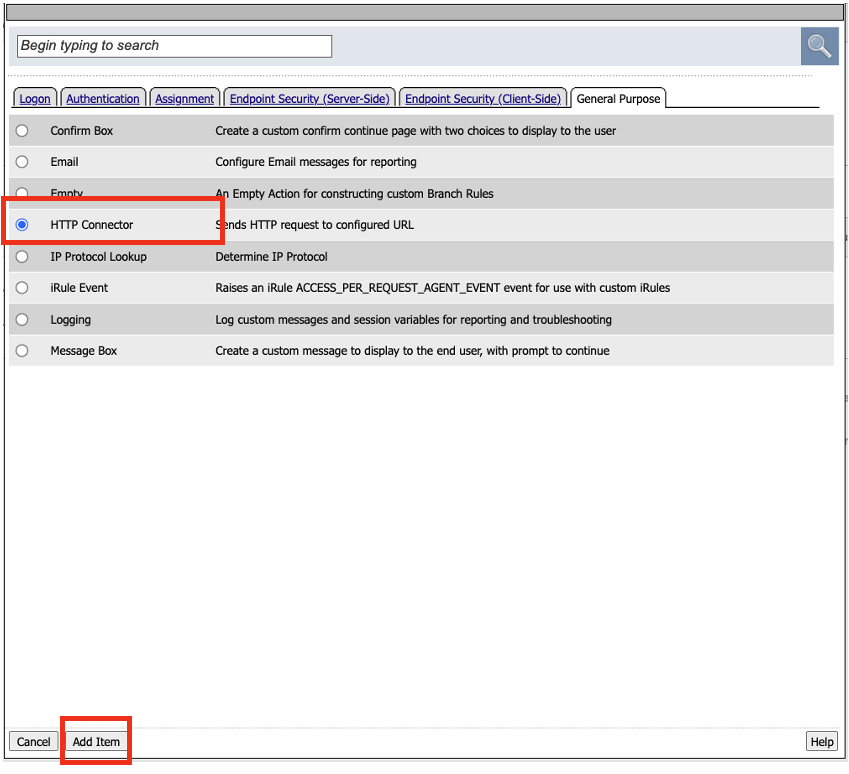 Begin typing to search
Logon Authentication Assignment Endpoint Security (Server-Side) Endpoint Security (Client-Side) General Purpose
Confirm Box Create a custom confirm continue page with two choices to display to the user
Email Configure Email messages for reporting
Empty An Empty Action for constructing custom Branch Rules
HTTP Connector Sends HTTP request to configured URL
IP Protocol Lookup Determine IP Protocol
iRule Event Raises an iRule ACCESS_PER_REQUEST_AGENT_EVENT event for use with custom iRules
Logging Log custom messages and session variables for reporting and troubleshooting
Message Box Create a custom message to display to the end user, with prompt to continue
Cancel Add Item Help